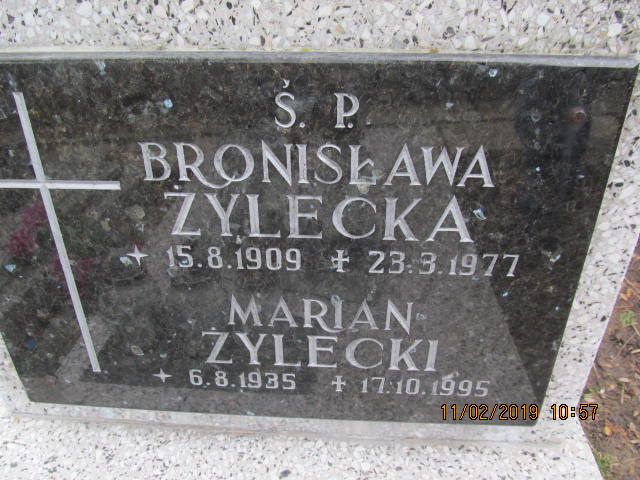 Ś. P.
BRONISŁAWA
ŻYLECKA
15.8.1909 23.3.1977
MARIAN
ŻYLECKI
6.8.1935 17.10.1995
11/02/2019 10:57